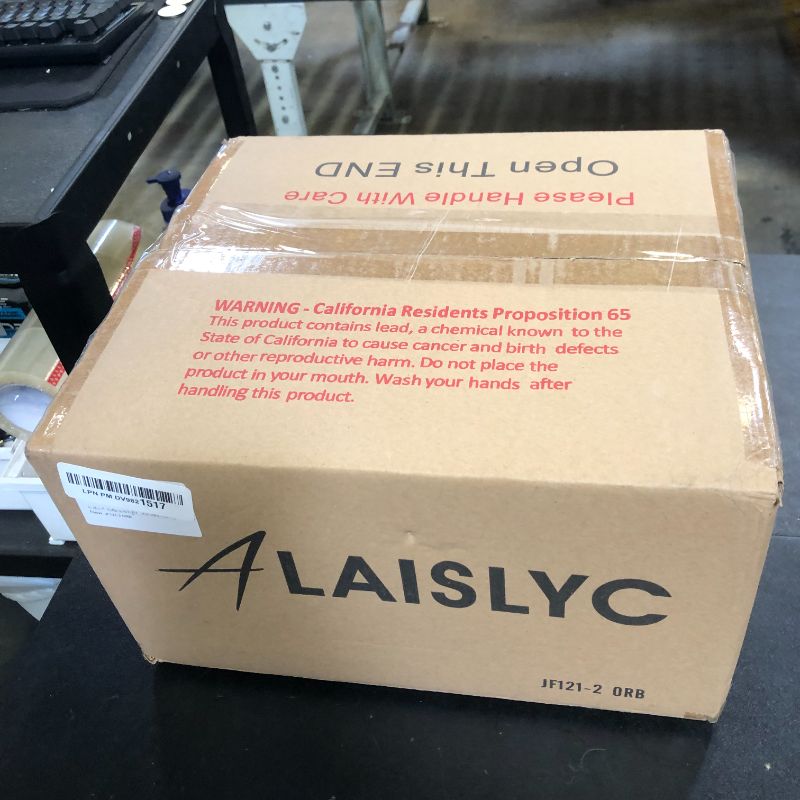 Open This END
Please Handle With Care
WARNING - California Residents Proposition 65
This product contains lead, a chemical known to the
State of California to cause cancer and birth defects
or other reproductive harm. Do not place the
product in your mouth. Wash your hands after
handling this product.
LPN PM DV9821517
ALAISLYC
JF121-2 ORB